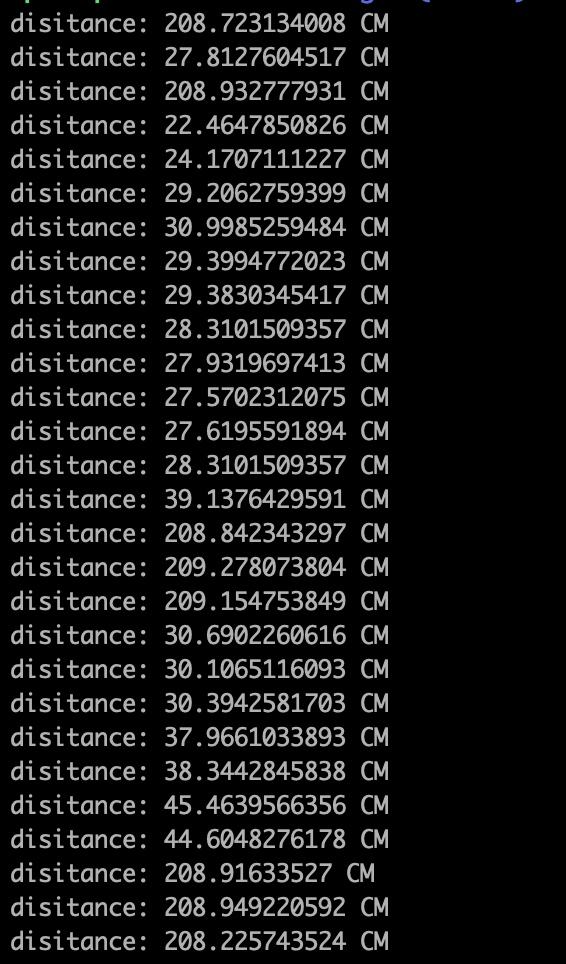 disitance: 208.723134008 CM
disitance: 27.8127604517 CM
disitance: 208.932777931 CM
disitance: 22.4647850826 CM
disitance: 24.1707111227 CM
disitance: 29.2062759399 CM
disitance: 30.9985259484 CM
disitance: 29.3994772023 CM
disitance: 29.3830345417 CM
disitance: 28.3101509357 CM
disitance: 27.9319697413 CM
disitance: 27.5702312075 CM
disitance: 27.6195591894 CM
disitance: 28.3101509357 CM
disitance: 39.1376429591 CM
disitance: 208.842343297 CM
disitance: 209.278073804 CM
disitance: 209.154753849 CM
disitance: 30.6902260616 CM
disitance: 30.1065116093 CM
disitance: 30.3942581703 CM
disitance: 37.9661033893 CM
disitance: 38.3442845838 CM
disitance: 45.4639566356 CM
disitance: 44.6048276178 CM
disitance: 208.91633527 CM
disitance: 208.949220592 CM
disitance: 208.225743524 CM